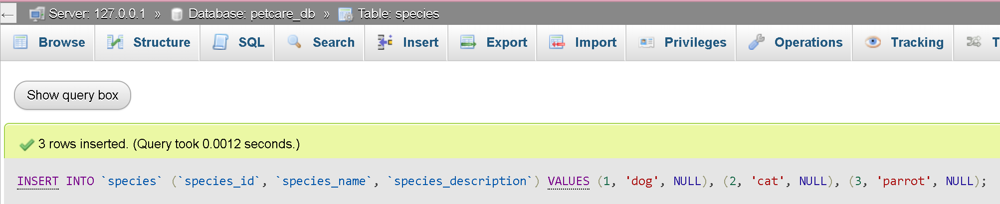 ← Server: 127.0.0.1 » Database: petcare_db » Table: species
Browse Structure SQL Search Insert Export Import Privileges Operations Tracking T
Show query box
3 rows inserted. (Query took 0.0012 seconds.)
INSERT INTO `species` (`species_id`, `species_name`, `species_description`) VALUES (1, 'dog', NULL), (2, 'cat', NULL), (3, 'parrot', NULL);